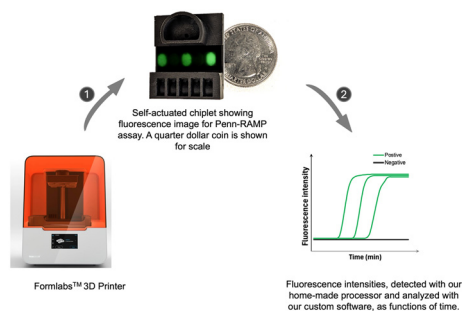 1
2
Self-actuated chiplet showing
fluorescence image for Penn-RAMP
assay. A quarter dollar coin is shown
for scale
Postive
Negative
Fluorescence intensity
Time (min)
Formlabs™ 3D Printer
Fluorescence intensities, detected with our
home-made processor and analyzed with
our custom software, as functions of time.